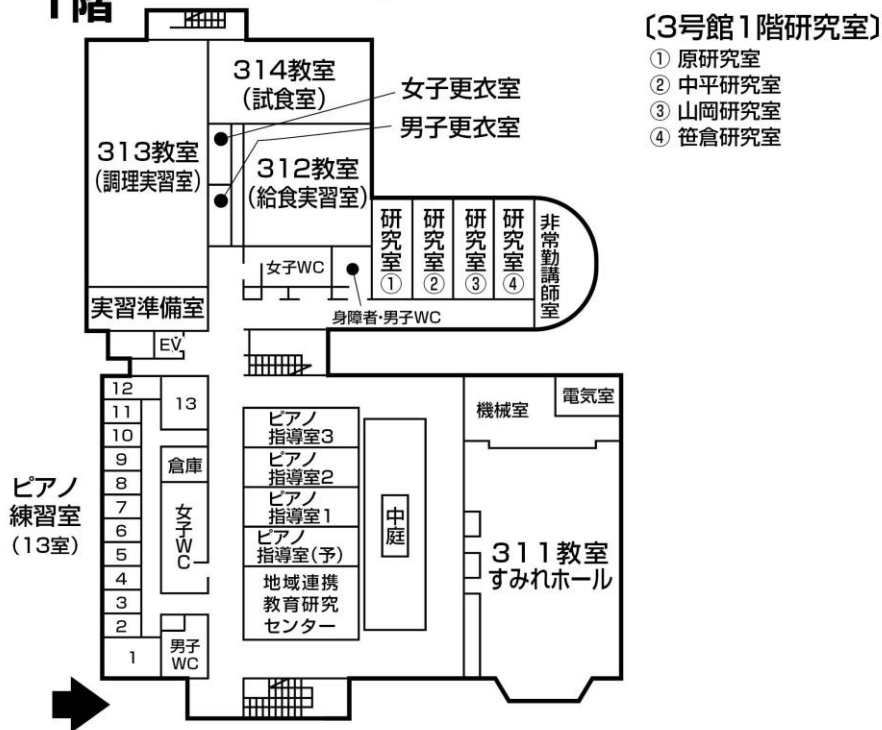 1階
〔3号館1階研究室〕
① 原研究室
② 中平研究室
③ 山岡研究室
④ 笹倉研究室
314教室
(試食室)
女子更衣室
男子更衣室
313教室
(調理実習室)
312教室
(給食実習室)
研究室①
研究室②
研究室③
研究室④
非常勤講師室
女子WC
身障者・男子WC
実習準備室
EV
12
11
10
9
8
7
6
5
4
3
2
1
13
倉庫
女子WC
男子
WC
ピアノ
練習室
(13室)
ピアノ
指導室3
ピアノ
指導室2
ピアノ
指導室1
ピアノ
指導室(予)
地域連携
教育研究
センター
中庭
機械室
電気室
311教室
すみれホール